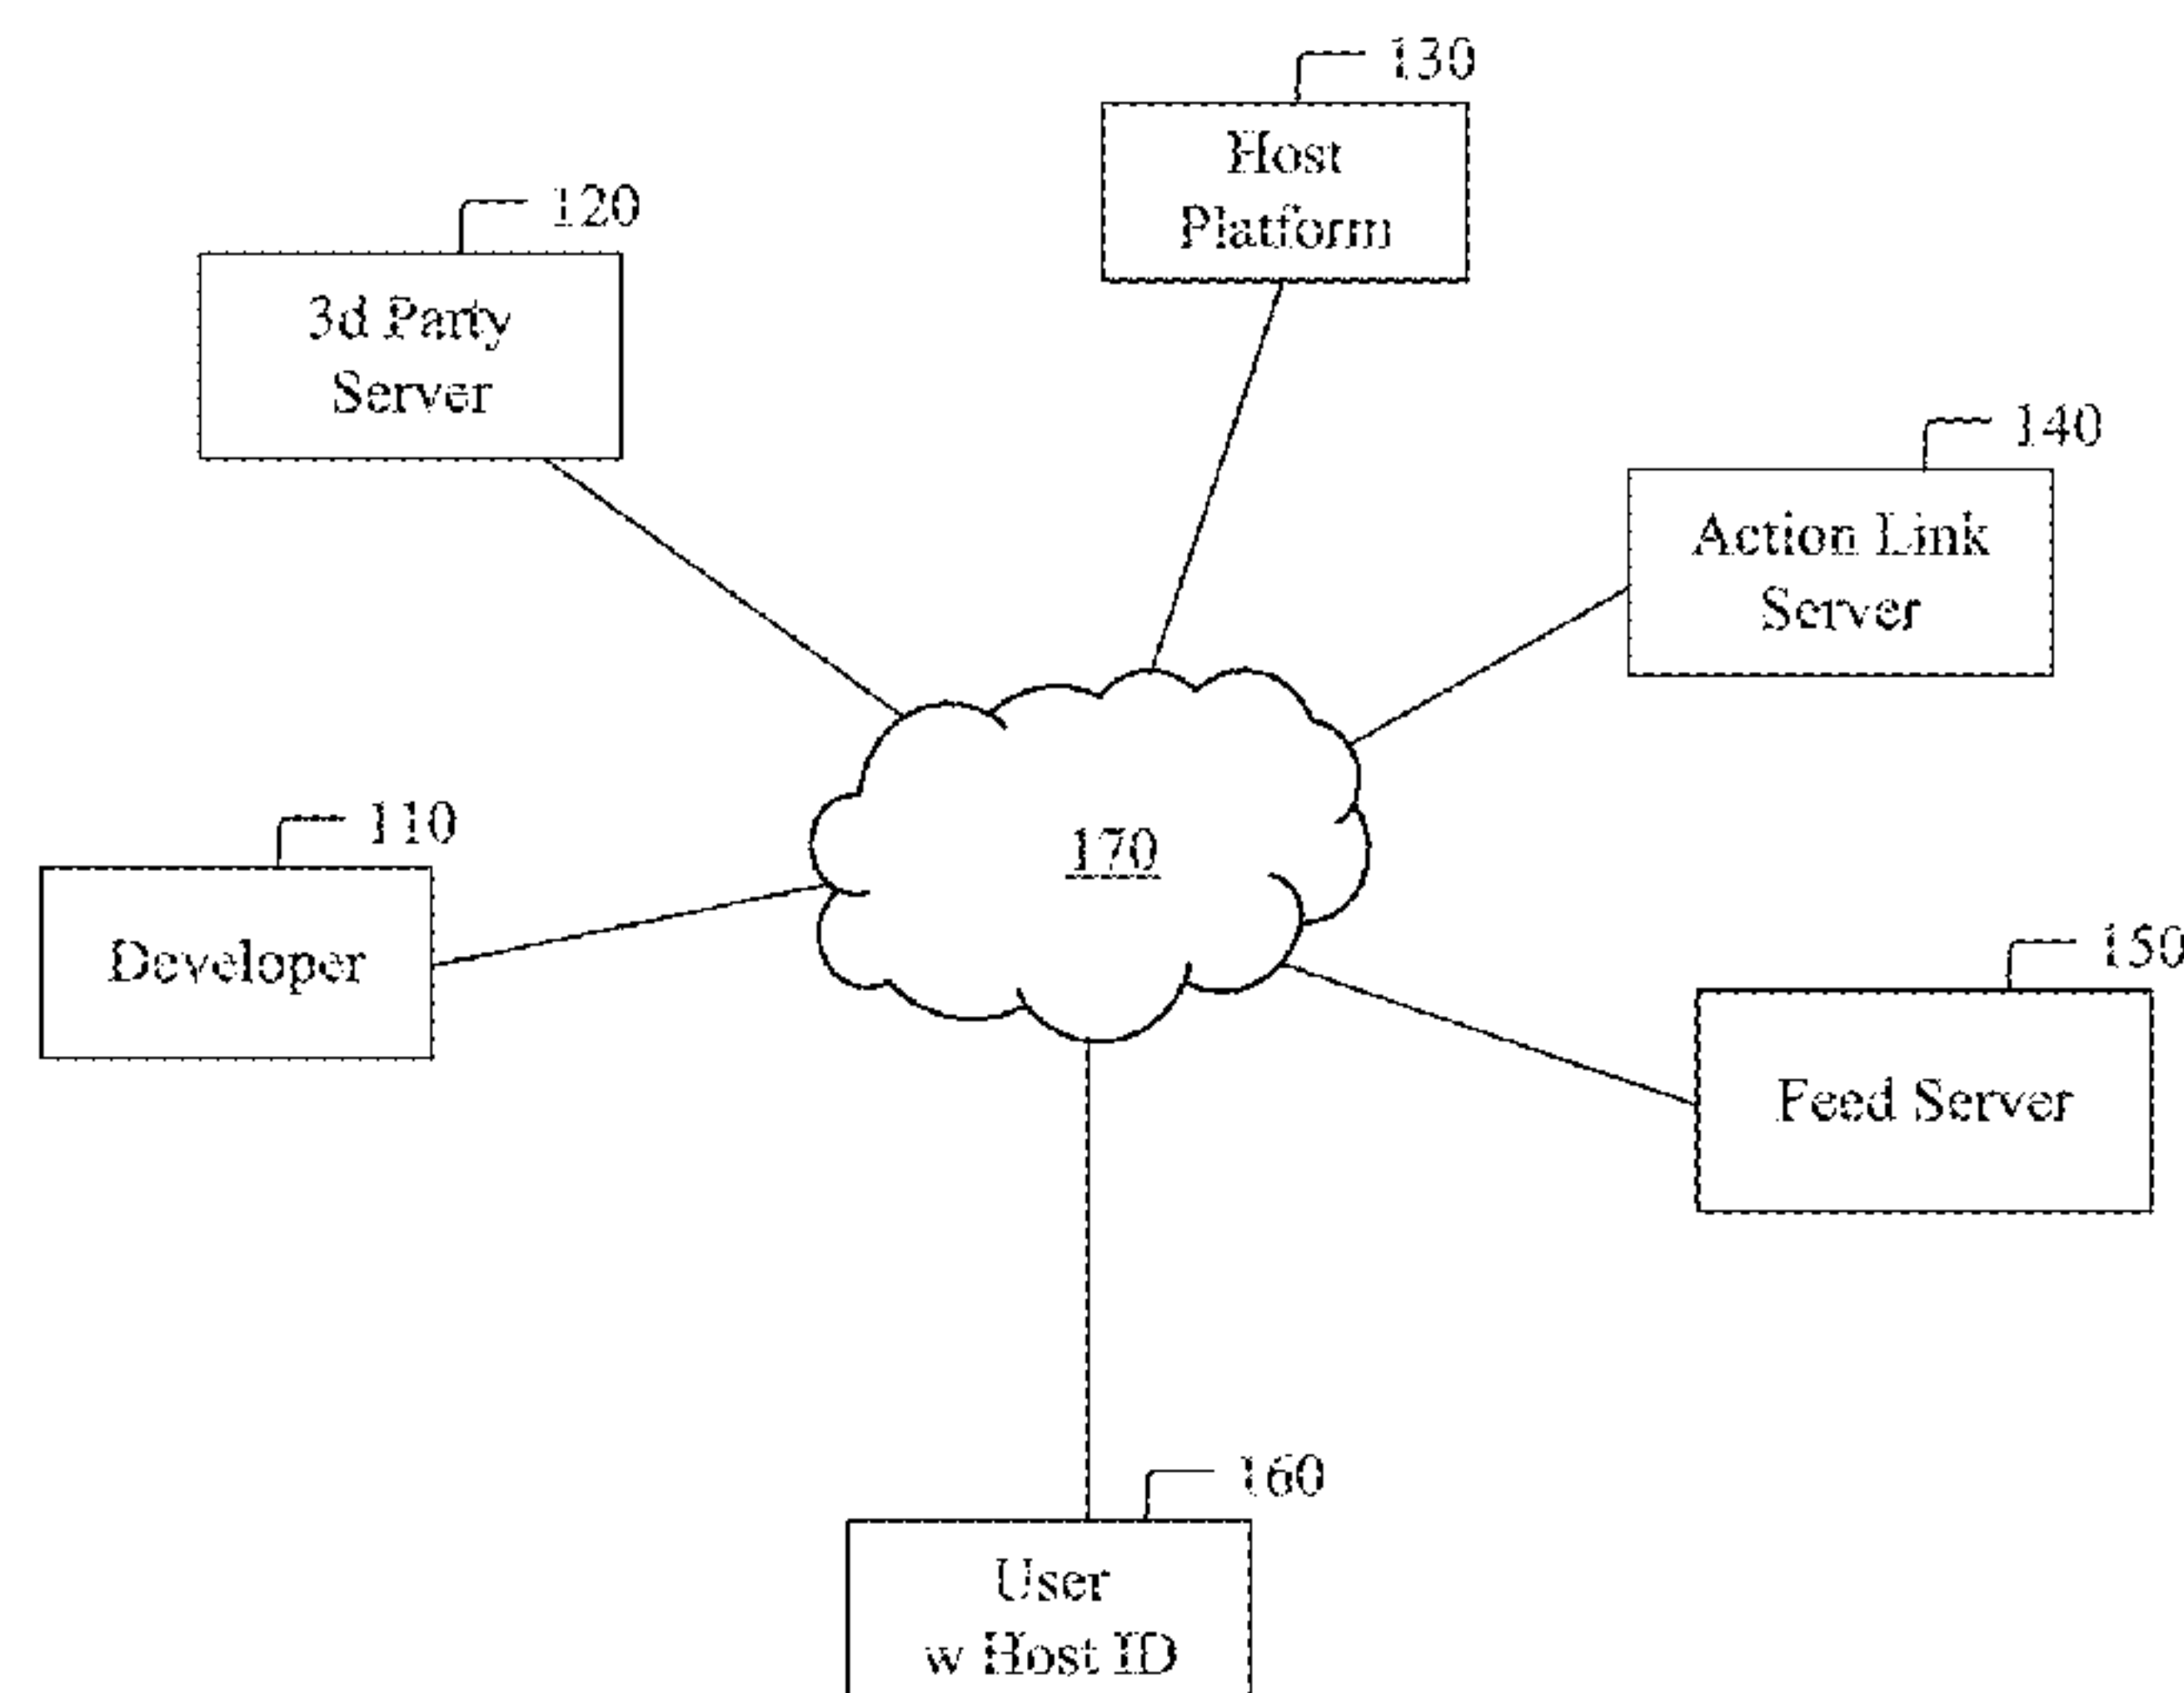 130
Host
Platform
120
3d Party
Server
140
Action Link
Server
110
Developer
170
150
Feed Server
160
User
w Host ID